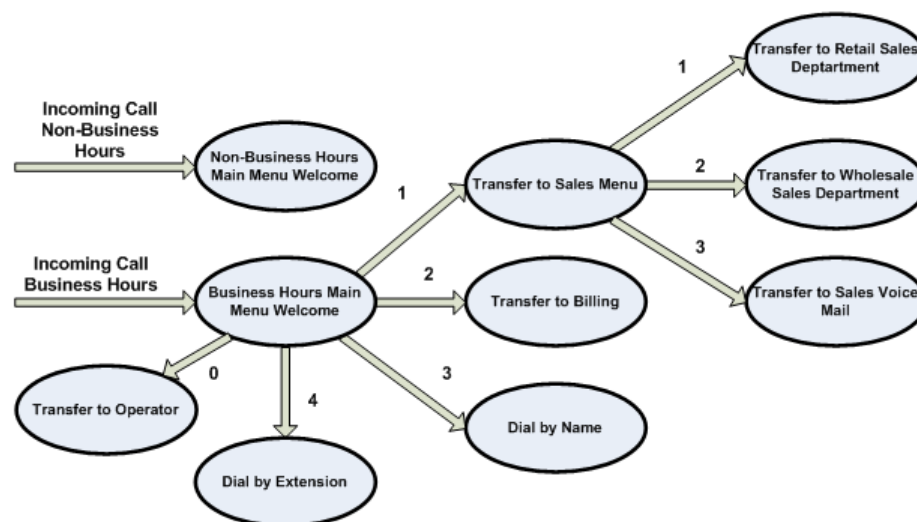 Incoming Call
Non-Business
Hours
Non-Business Hours
Main Menu Welcome
Incoming Call
Business Hours
Business Hours Main
Menu Welcome
0
Transfer to Operator
4
Dial by Extension
3
Dial by Name
2
Transfer to Billing
1
Transfer to Sales Menu
1
Transfer to Retail Sales
Deptartment
2
Transfer to Wholesale
Sales Department
3
Transfer to Sales Voice
Mail